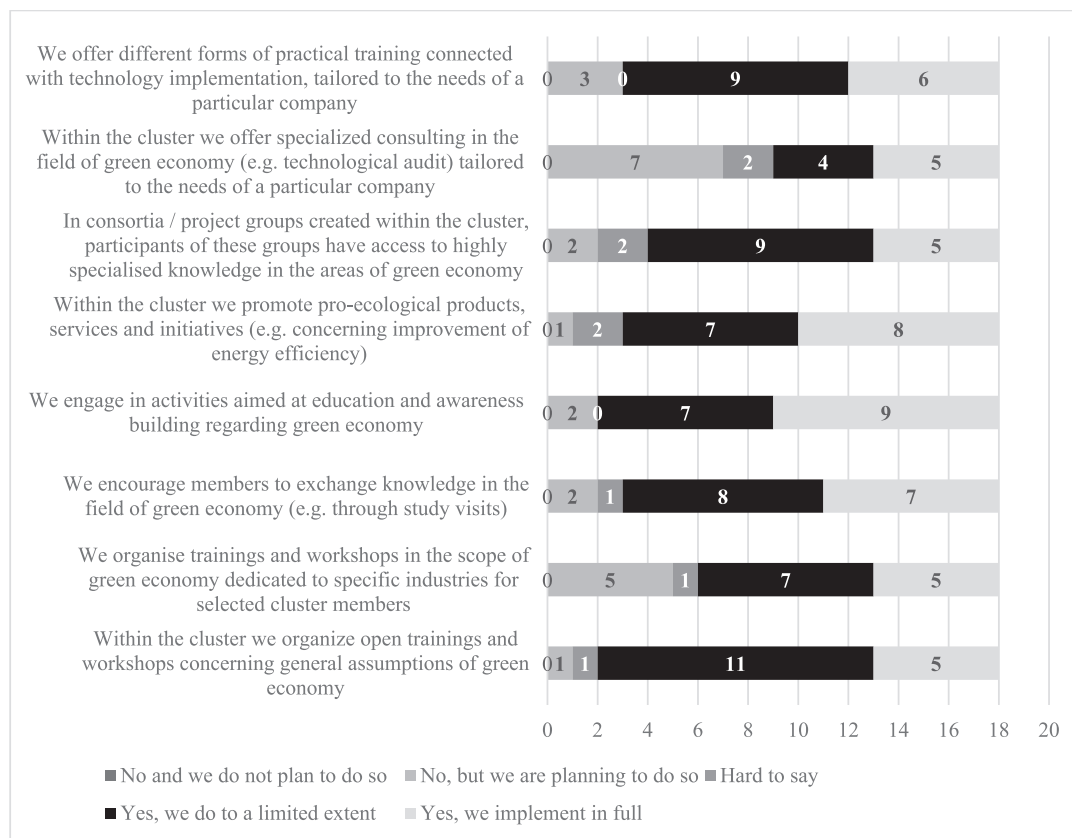 We offer different forms of practical training connected
with technology implementation, tailored to the needs of a
particular company
0 3 0 9 6
Within the cluster we offer specialized consulting in the
field of green economy (e.g. technological audit) tailored
to the needs of a particular company
0 7 2 4 5
In consortia / project groups created within the cluster,
participants of these groups have access to highly
specialised knowledge in the areas of green economy
0 2 2 9 5
Within the cluster we promote pro-ecological products,
services and initiatives (e.g. concerning improvement of
energy efficiency)
0 1 2 7 8
We engage in activities aimed at education and awareness
building regarding green economy
0 2 0 7 9
We encourage members to exchange knowledge in the
field of green economy (e.g. through study visits)
0 2 1 8 7
We organise trainings and workshops in the scope of
green economy dedicated to specific industries for
selected cluster members
0 5 1 7 5
Within the cluster we organize open trainings and
workshops concerning general assumptions of green
economy
0 1 1 11 5
0 2 4 6 8 10 12 14 16 18 20
No and we do not plan to do so No, but we are planning to do so Hard to say
Yes, we do to a limited extent Yes, we implement in full